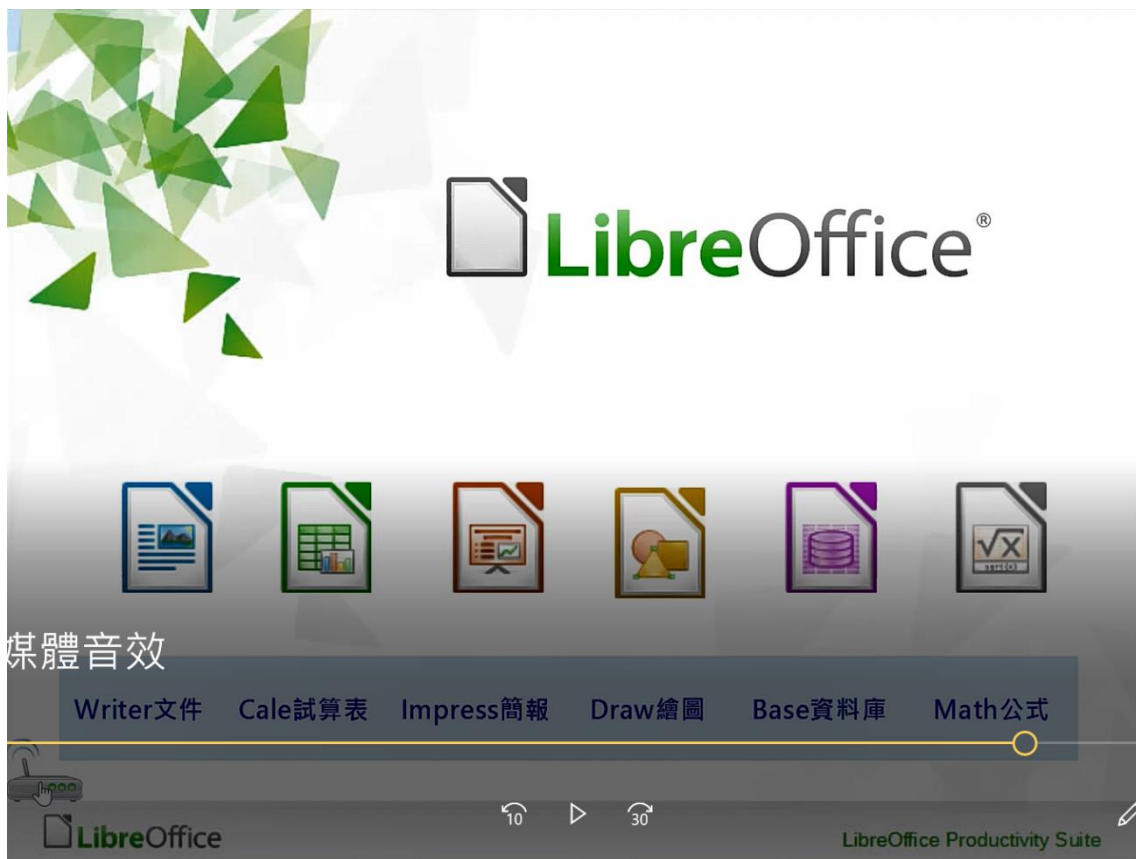 LibreOffice®
√x
sqrt(x)
媒體音效
Writer文件 Cale試算表 Impress簡報 Draw繪圖 Base資料庫 Math公式
10 30
LibreOffice LibreOffice Productivity Suite